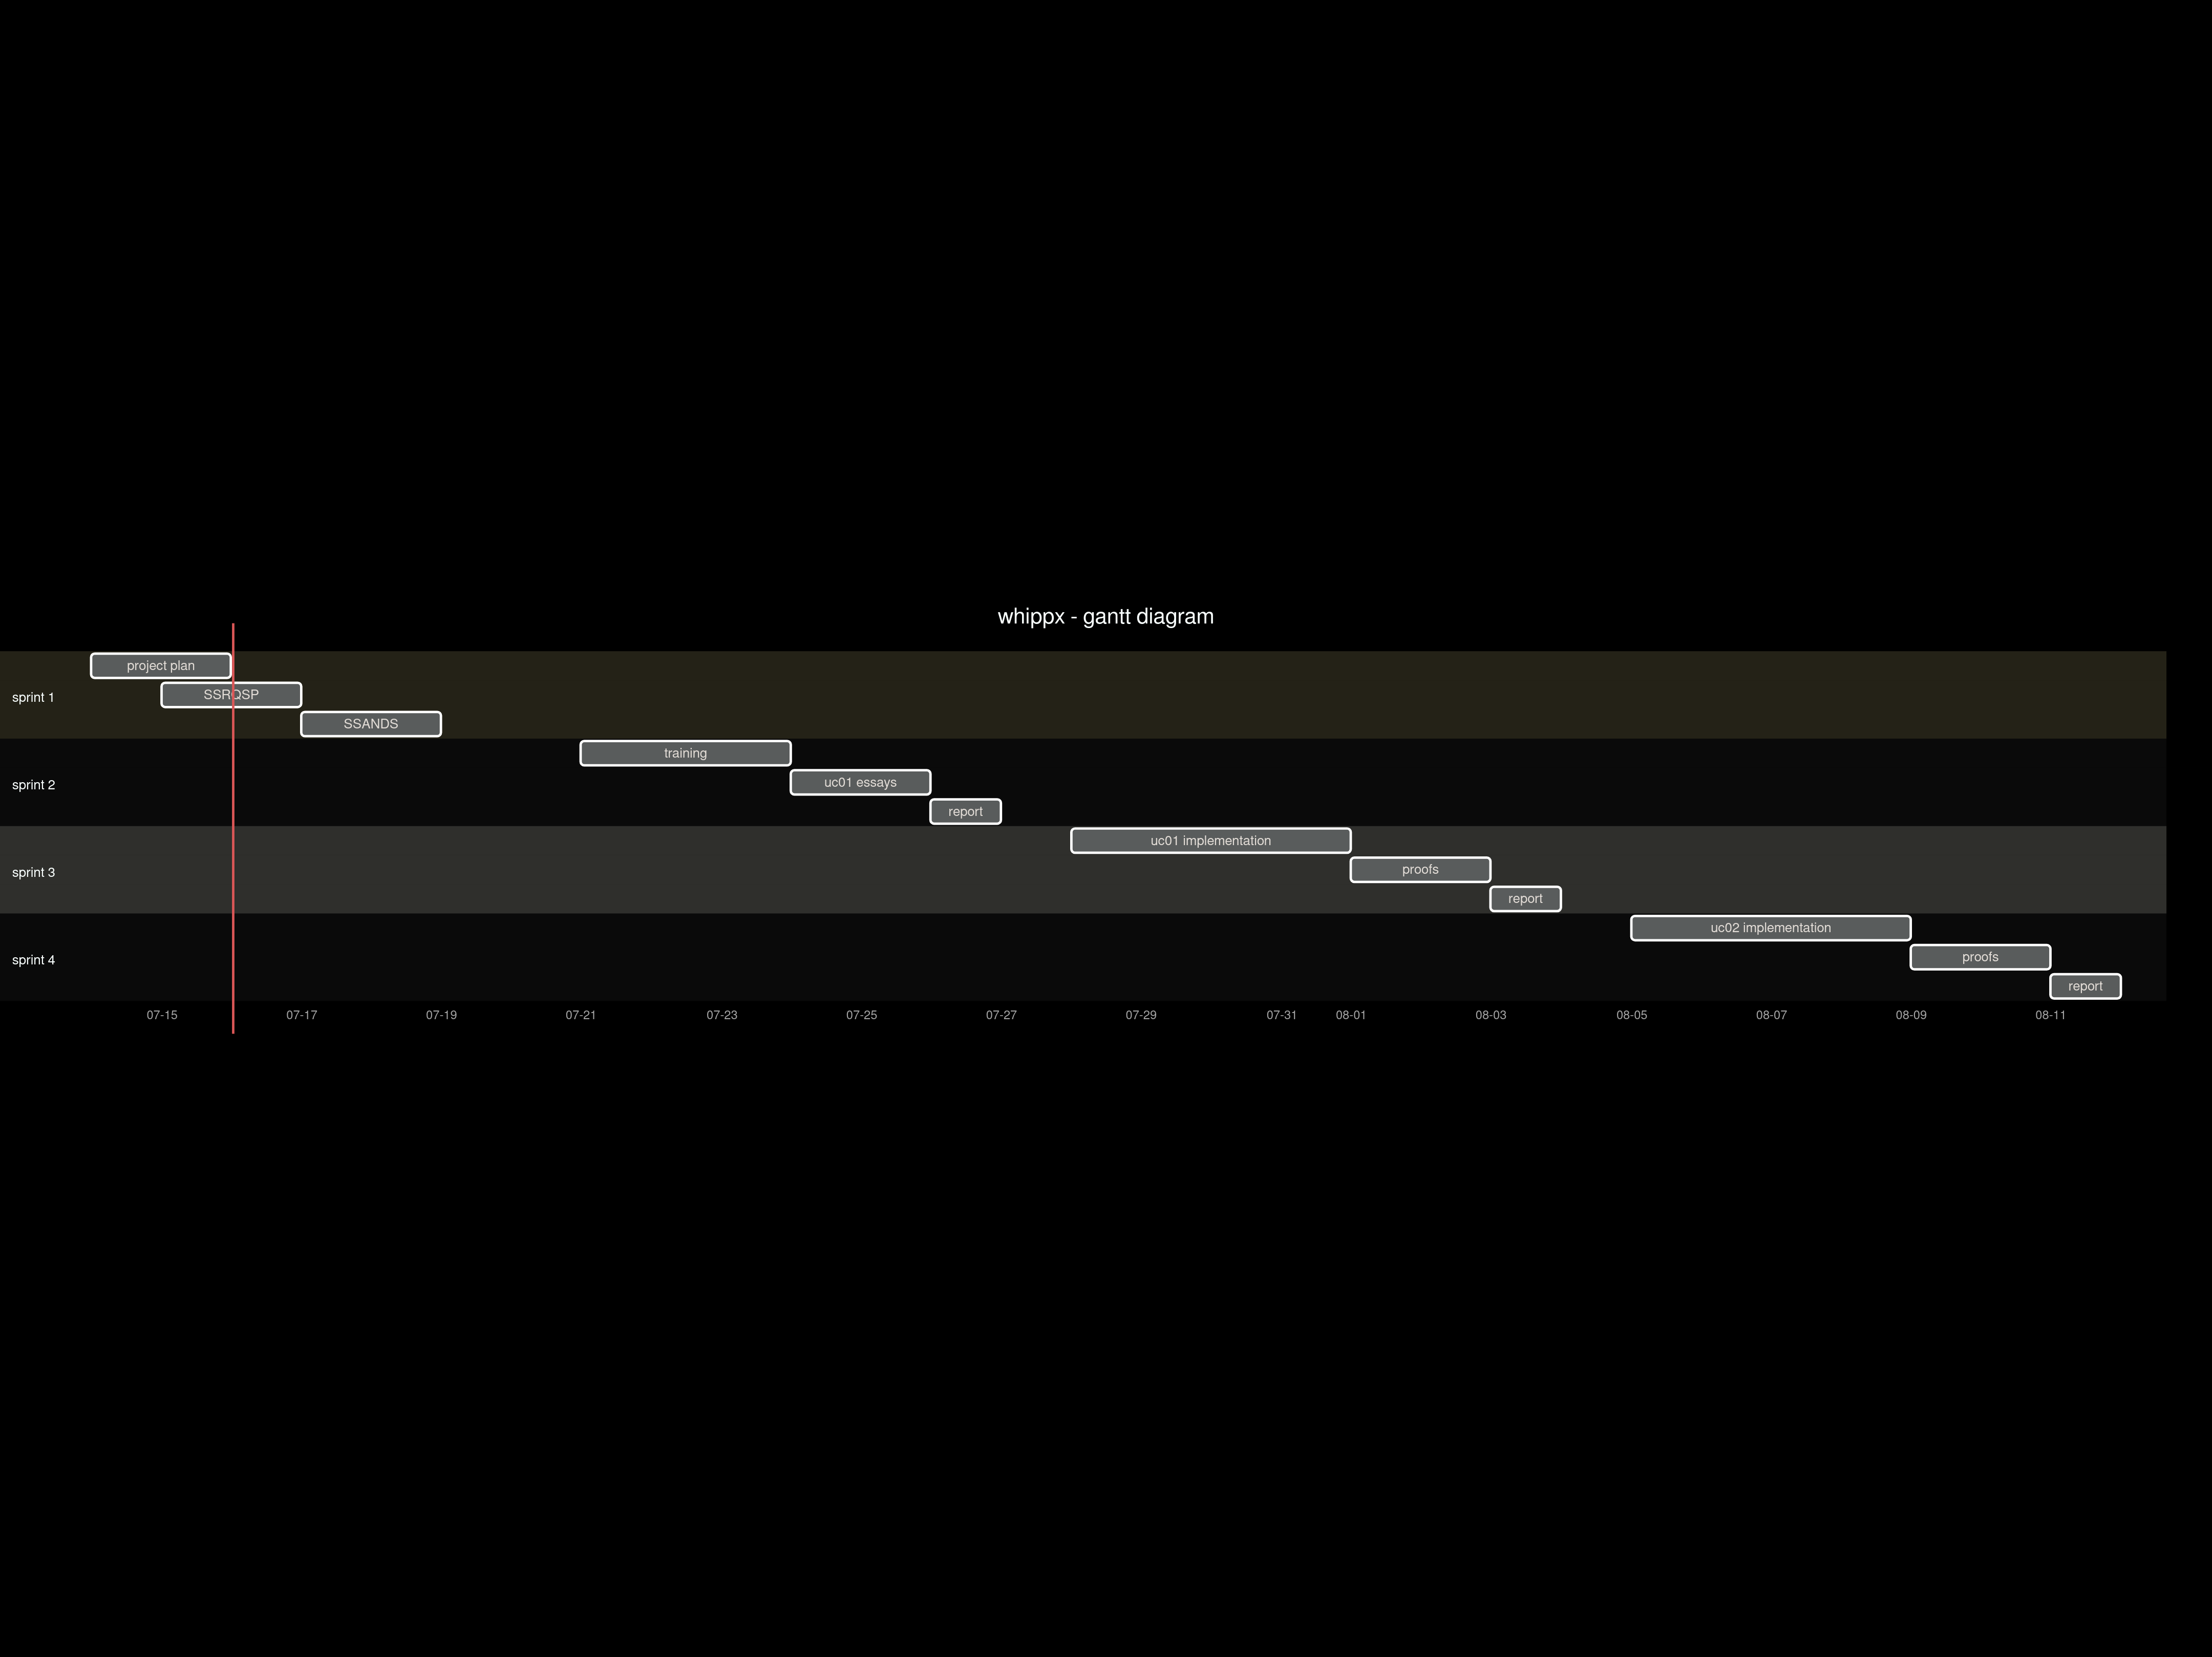 whippx - gantt diagram
project plan
sprint 1
SSRQSP
SSANDS
training
sprint 2
uc01 essays
report
uc01 implementation
sprint 3
proofs
report
uc02 implementation
sprint 4
proofs
report
07-15 07-17 07-19 07-21 07-23 07-25 07-27 07-29 07-31 08-01 08-03 08-05 08-07 08-09 08-11